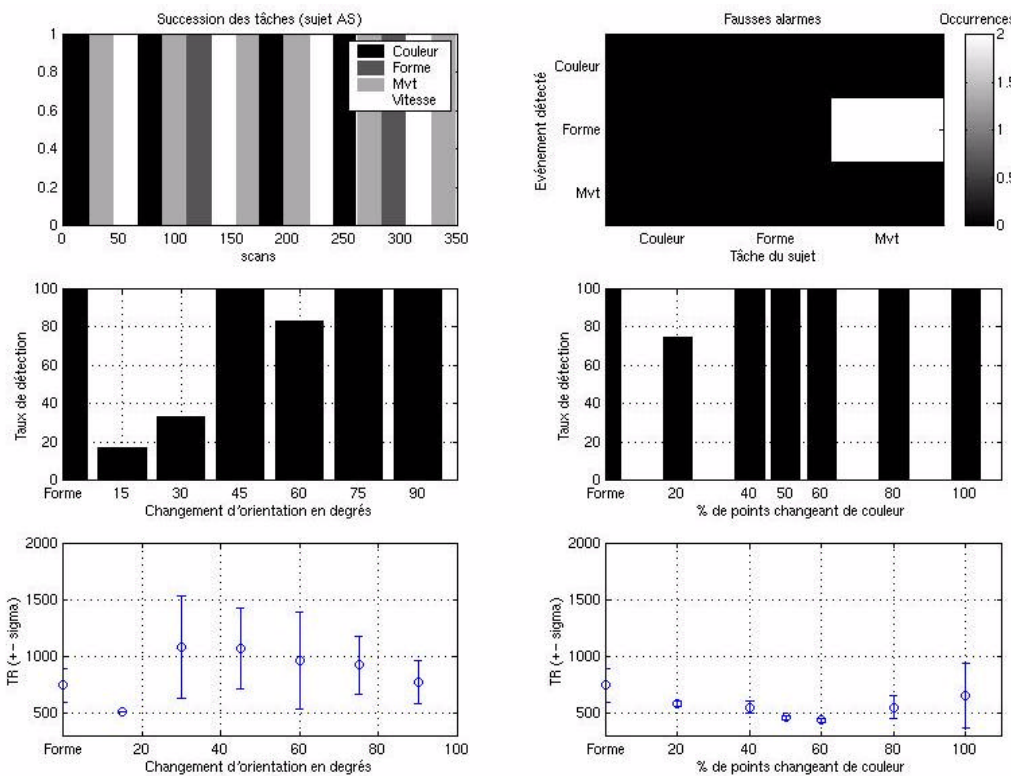 Succession des tâches (sujet AS)
1
0.8
0.6
0.4
0.2
0
Couleur
Forme
Mvt
Vitesse
0 50 100 150 200 250 300 350
scans
Fausses alarmes
Evénement détecté
Couleur
Forme
Mvt
Couleur Forme Mvt
Tâche du sujet
Occurrences
2
1.5
1
0.5
0
Taux de détection
100
80
60
40
20
0
Forme 15 30 45 60 75 90
Changement d'orientation en degrés
Taux de détection
100
80
60
40
20
0
Forme 20 40 50 60 80 100
% de points changeant de couleur
TR (+- sigma)
2000
1500
1000
500
Forme 20 40 60 80 100
Changement d'orientation en degrés
TR (+- sigma)
2000
1500
1000
500
Forme 20 40 60 80 100
% de points changeant de couleur